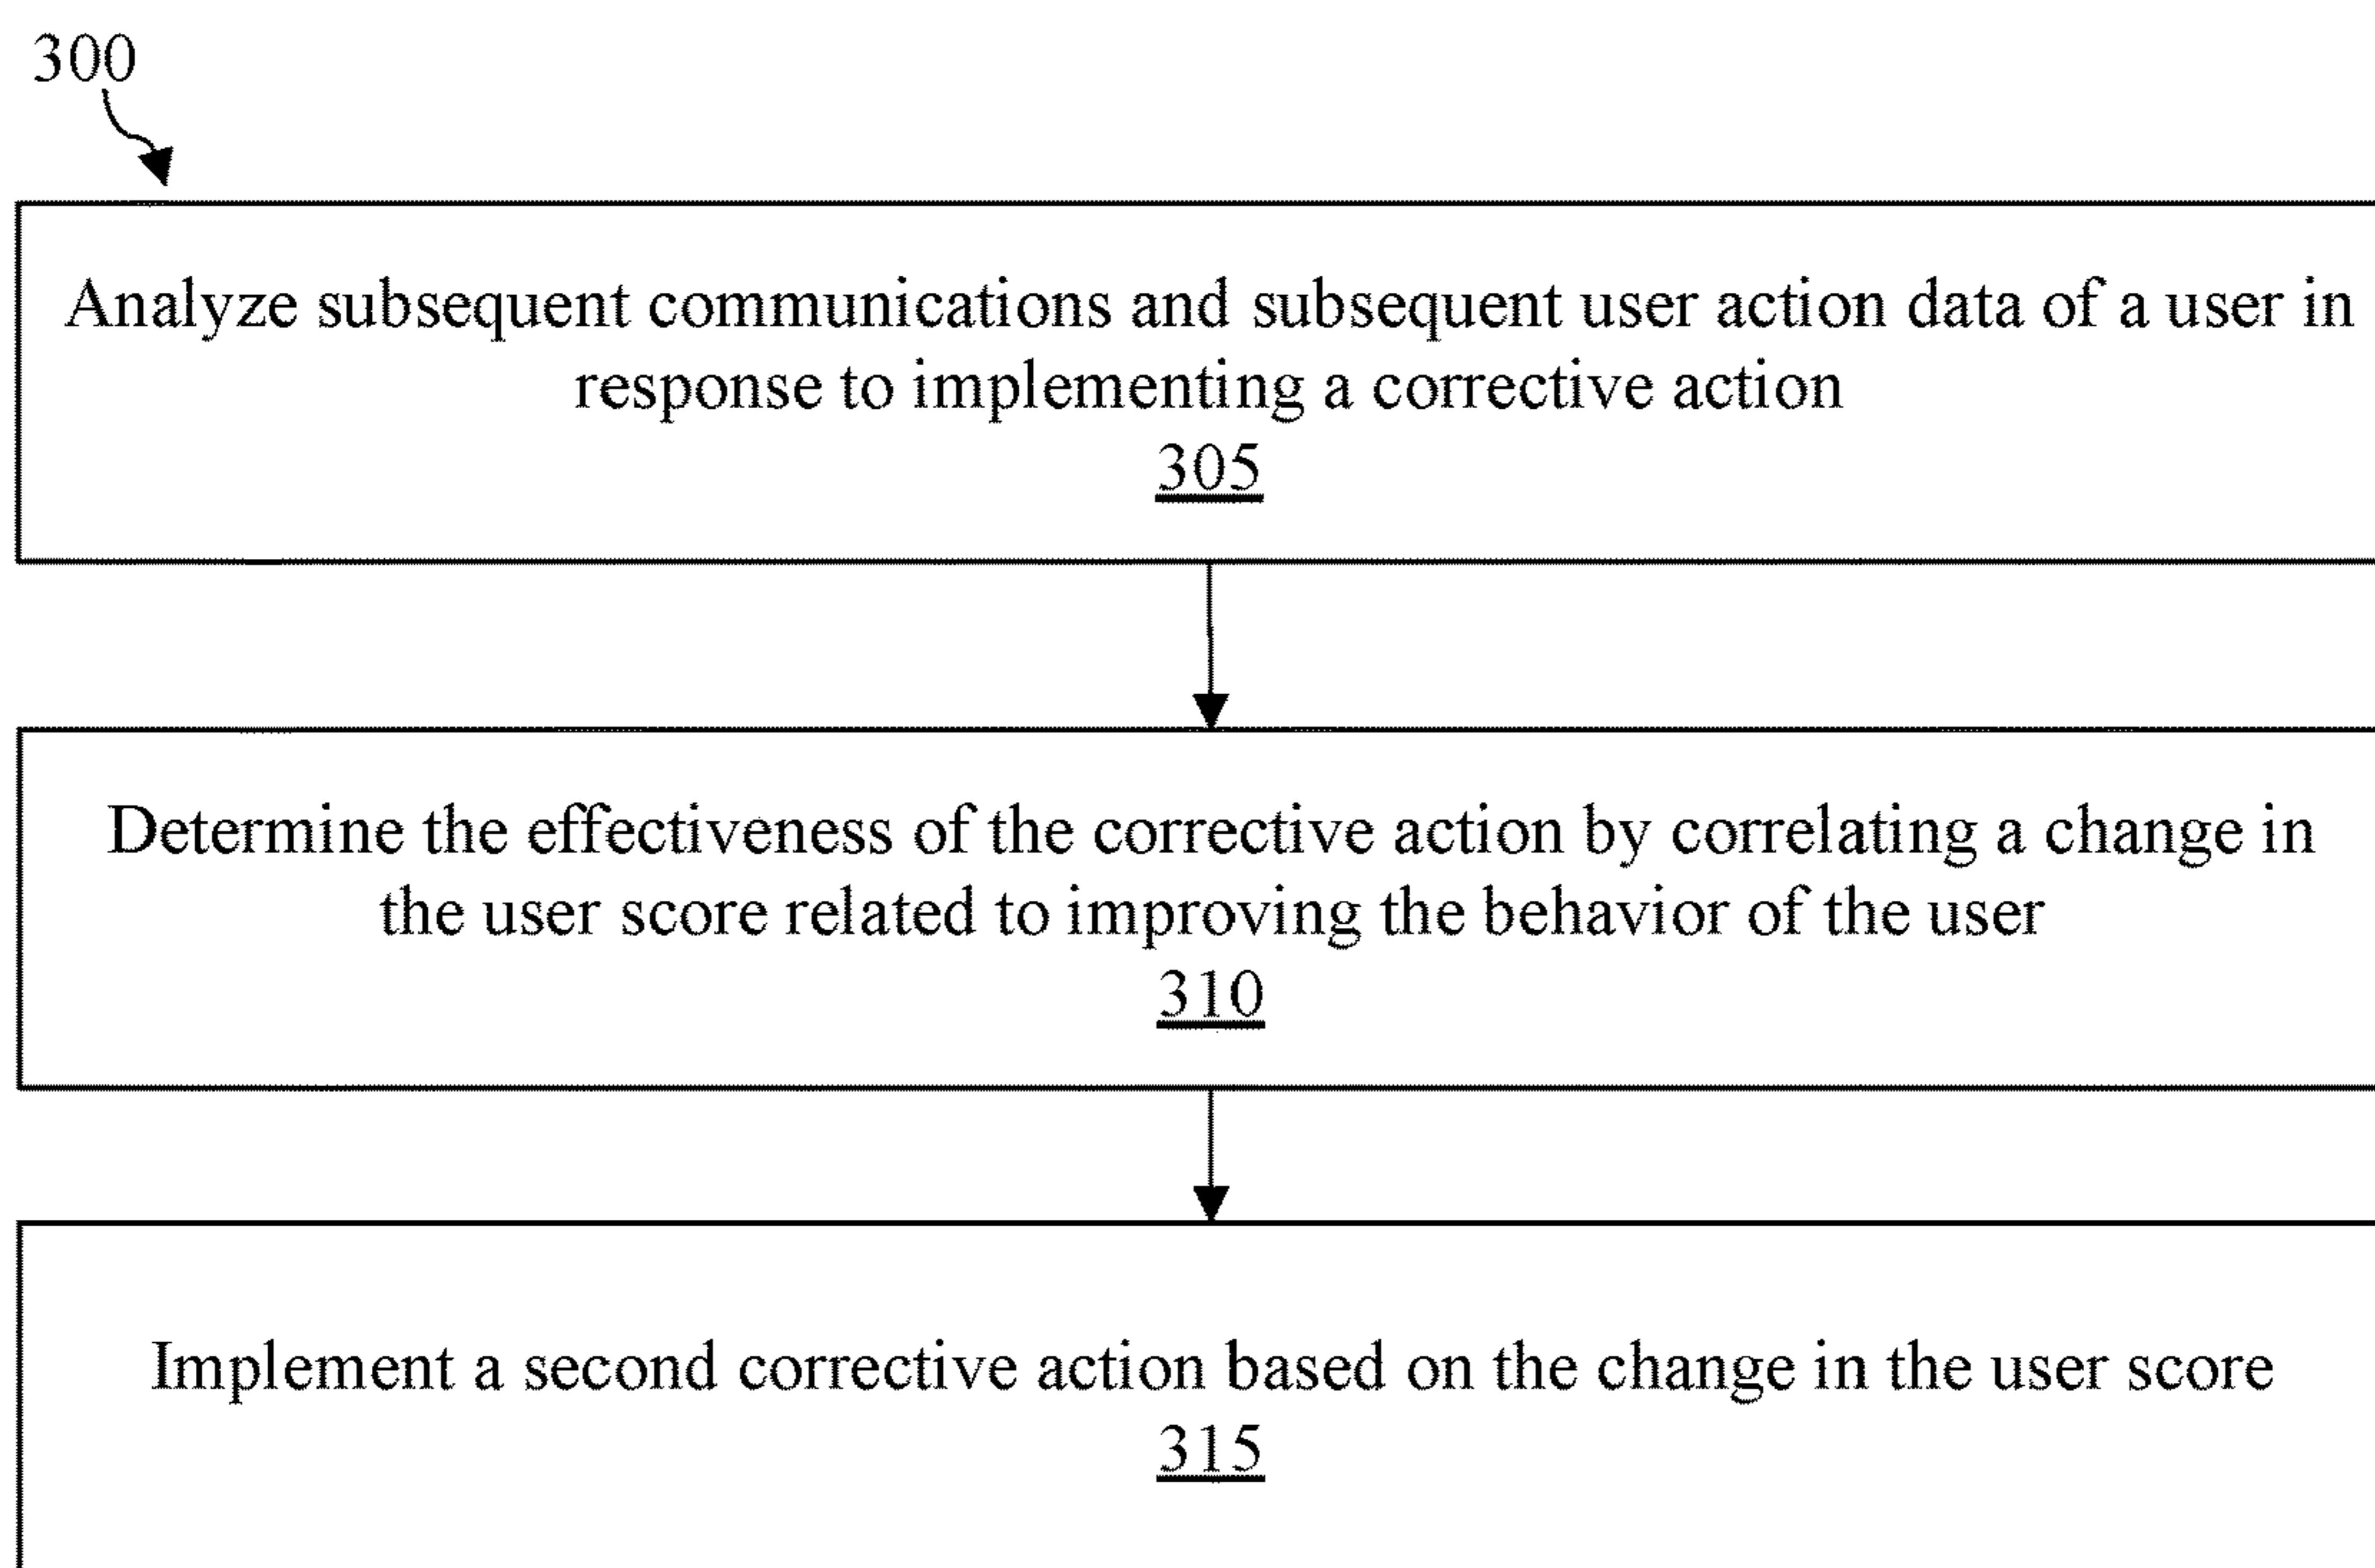 300
Analyze subsequent communications and subsequent user action data of a user in
response to implementing a corrective action
305
Determine the effectiveness of the corrective action by correlating a change in
the user score related to improving the behavior of the user
310
Implement a second corrective action based on the change in the user score
315